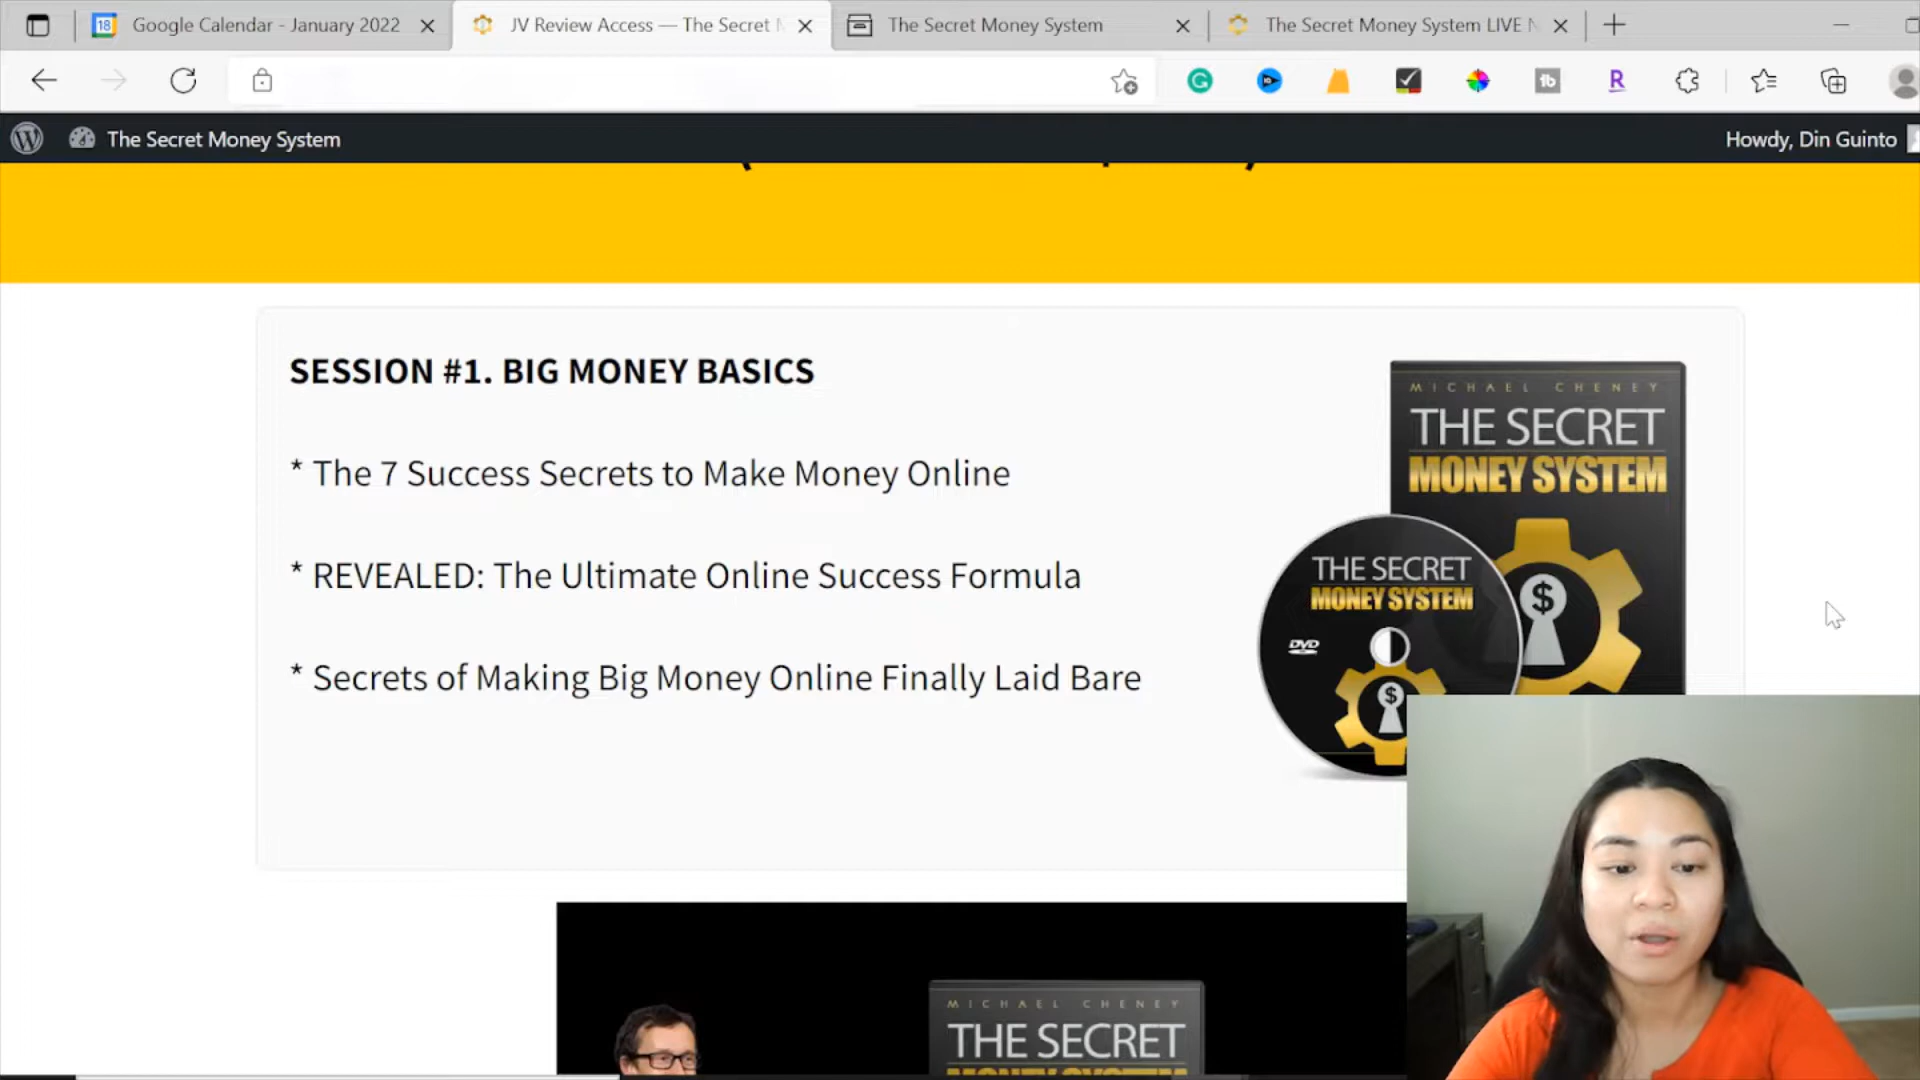 18 Google Calendar - January 2022
JV Review Access — The Secret
The Secret Money System
The Secret Money System LIVE
The Secret Money System
Howdy, Din Guinto
SESSION #1. BIG MONEY BASICS
* The 7 Success Secrets to Make Money Online
* REVEALED: The Ultimate Online Success Formula
* Secrets of Making Big Money Online Finally Laid Bare
MICHAEL CHENEY
THE SECRET
MONEY SYSTEM
$
THE SECRET
MONEY SYSTEM
DVD
$
MICHAEL CHENEY
THE SECRET
MONEY SYSTEM